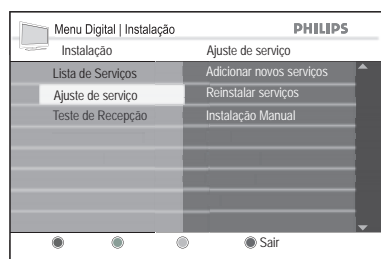 Menu Digital | Instalação PHILIPS
Instalação Ajuste de serviço
Lista de Serviços Adicionar novos serviços
Ajuste de serviço Reinstalar serviços
Teste de Recepção Instalação Manual
Sair